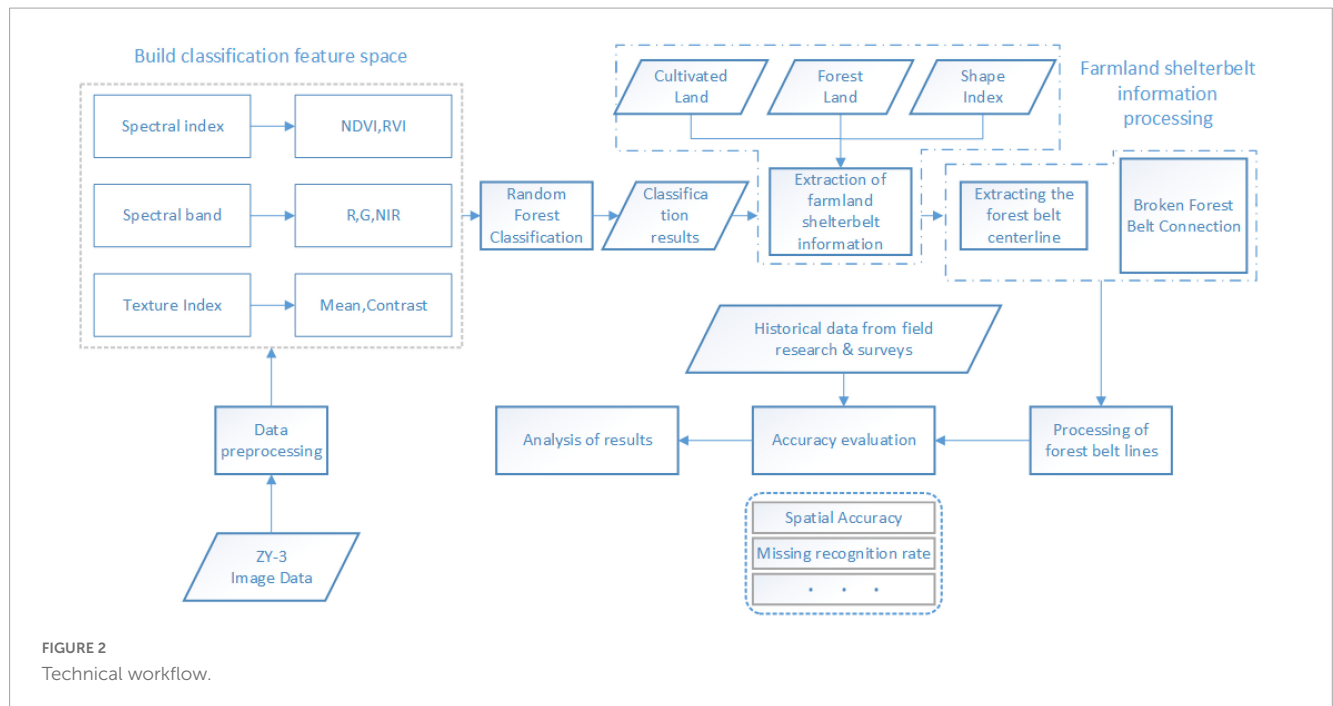 Build classification feature space
Spectral index
NDVI,RVI
Spectral band
R,G,NIR
Texture Index
Mean,Contrast
Data
preprocessing
ZY-3
Image Data
Random
Forest
Classification
Classifica
tion
results
Cultivated
Land
Forest
Land
Shape
Index
Farmland shelterbelt
information
processing
Extraction of
farmland
shelterbelt
information
Extracting the
forest belt
centerline
Broken Forest
Belt Connection
Historical data from field
research & surveys
Analysis of results
Accuracy evaluation
Processing of
forest belt lines
Spatial Accuracy
Missing recognition rate
· · ·
FIGURE 2
Technical workflow.